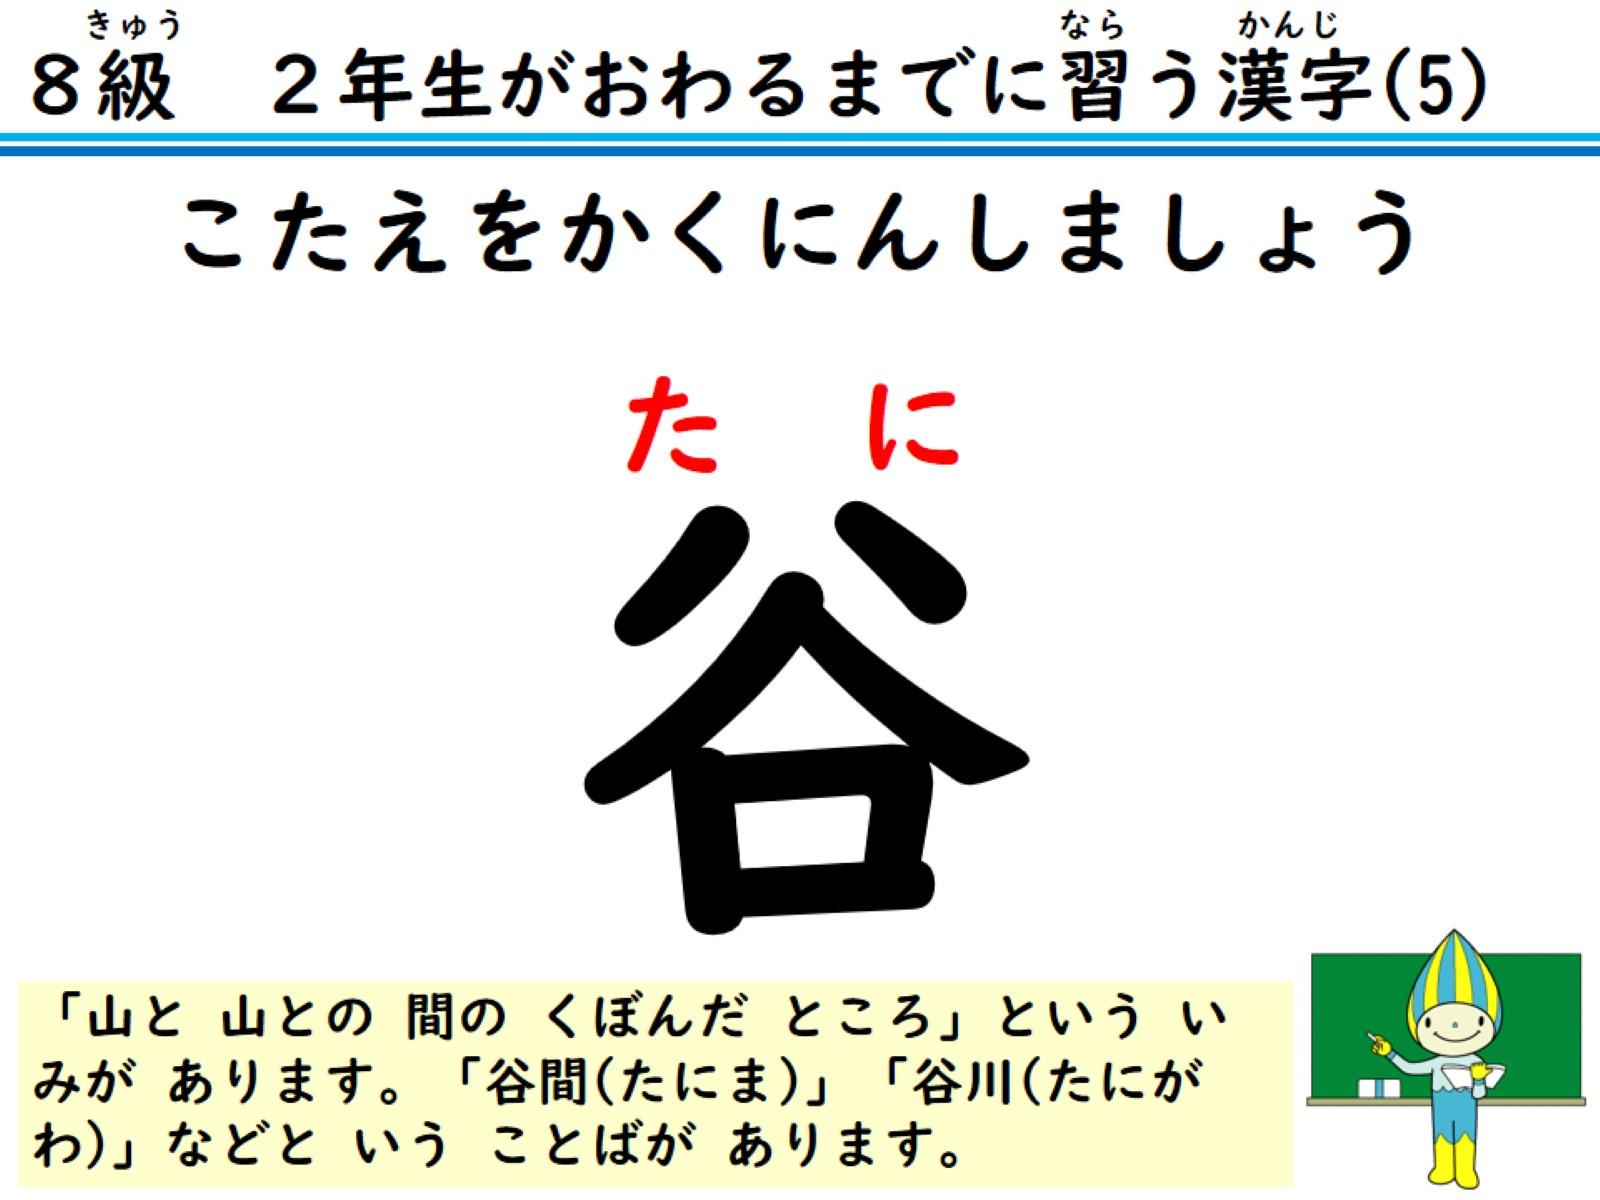 きゅう なら かんじ
８級　２年生がおわるまでに習う漢字(5)
こたえをかくにんしましょう
た に
谷
「山と 山との 間の くぼんだ ところ」という い
みが あります。「谷間(たにま)」「谷川(たにが
わ)」などと いう ことばが あります。